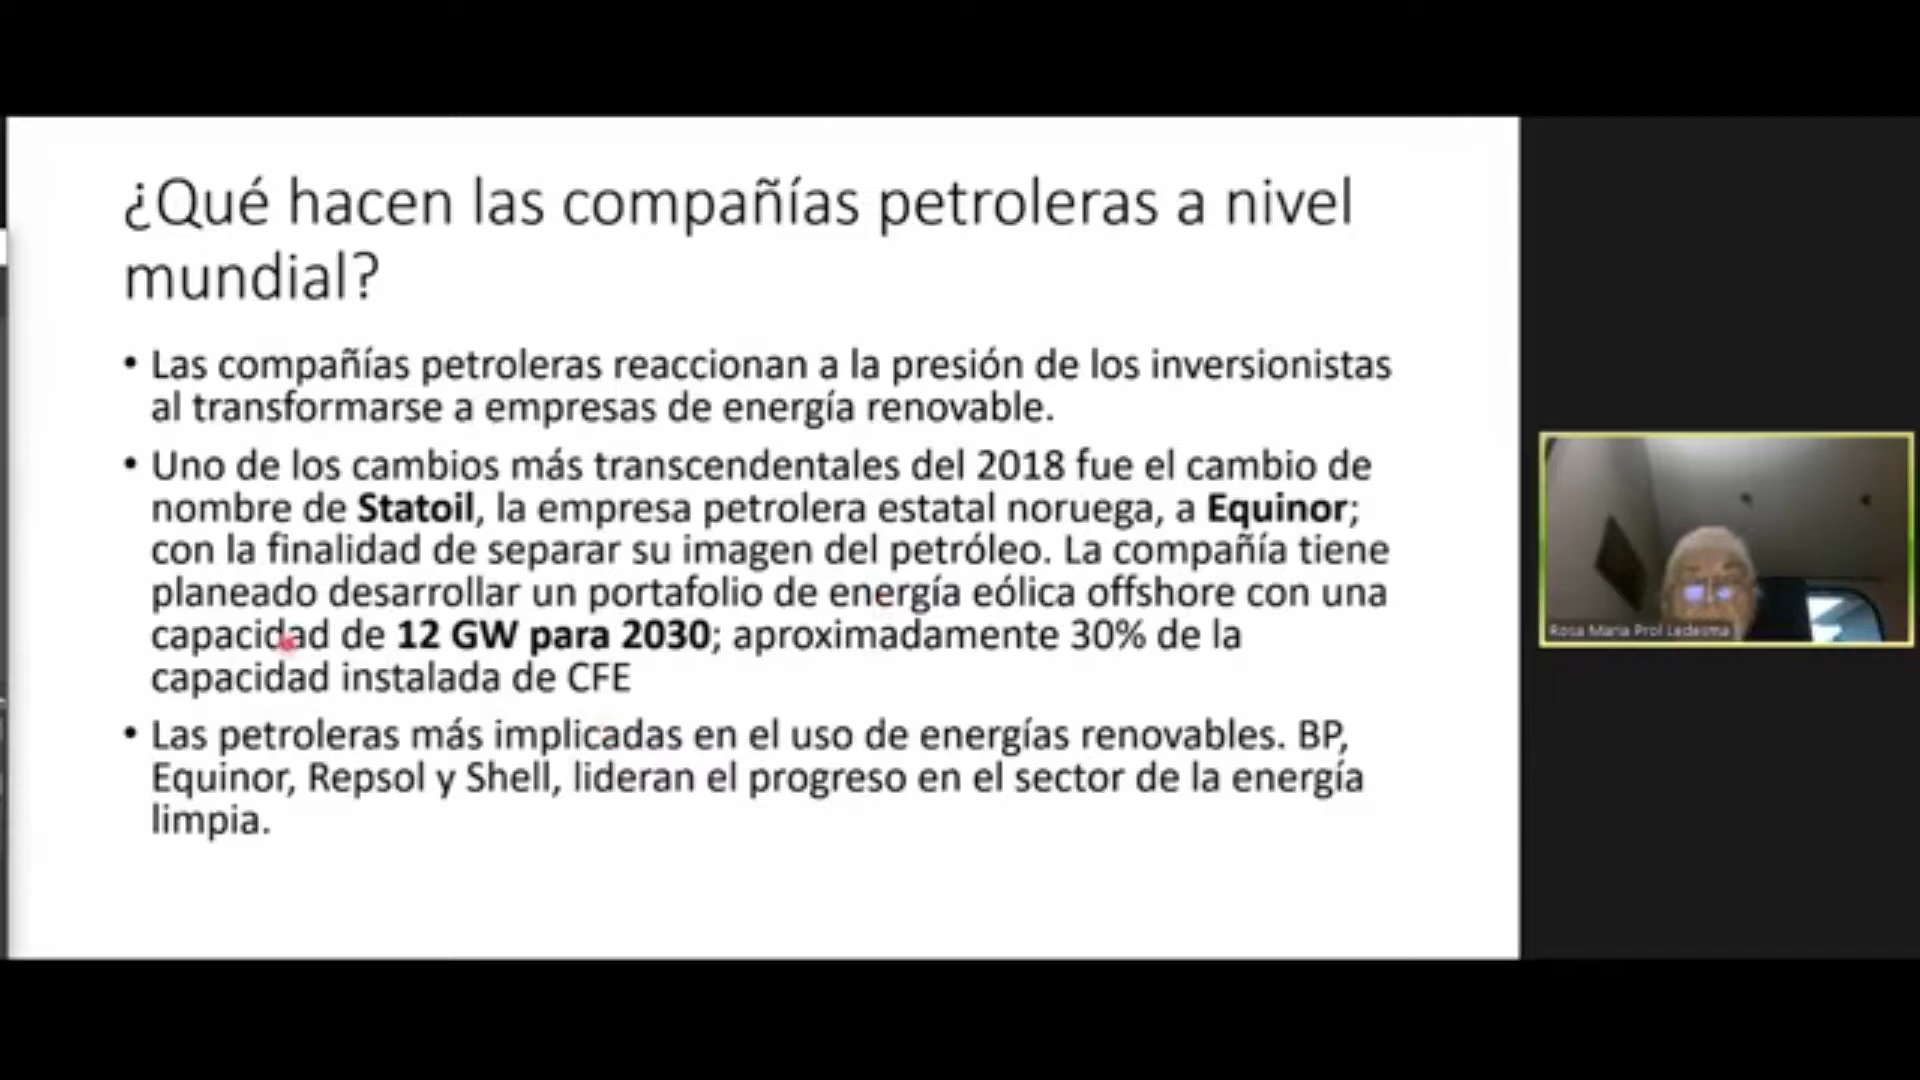 ¿Qué hacen las compañías petroleras a nivel
mundial?
• Las compañías petroleras reaccionan a la presión de los inversionistas
al transformarse a empresas de energía renovable.
• Uno de los cambios más transcendentales del 2018 fue el cambio de
nombre de Statoil, la empresa petrolera estatal noruega, a Equinor;
con la finalidad de separar su imagen del petróleo. La compañía tiene
planeado desarrollar un portafolio de energía eólica offshore con una
capacidad de 12 GW para 2030; aproximadamente 30% de la
capacidad instalada de CFE
• Las petroleras más implicadas en el uso de energías renovables. BP,
Equinor, Repsol y Shell, lideran el progreso en el sector de la energía
limpia.
Rosa Maria Prol Ledesma